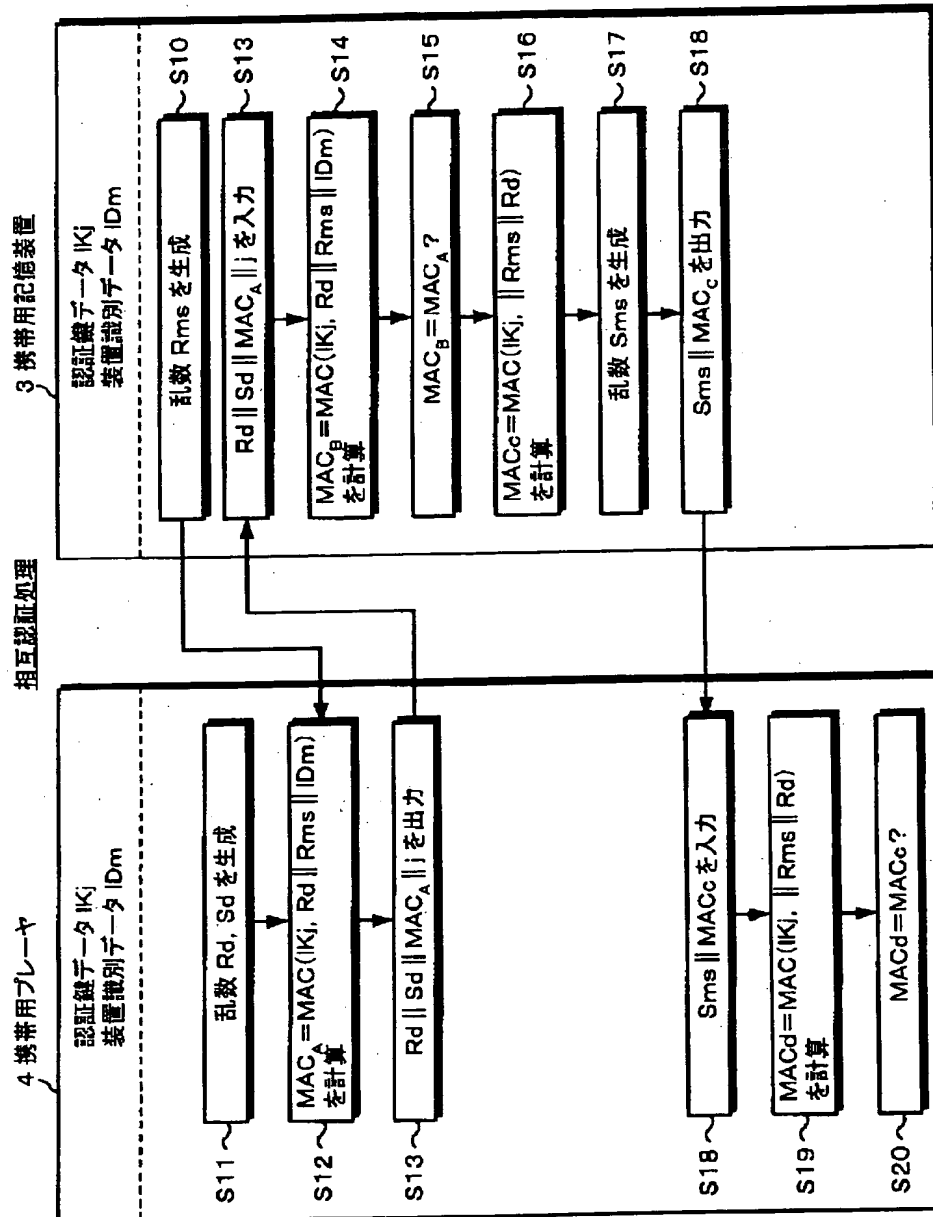 相互認証処理
4 携帯用プレーヤ
認証鍵データ IKj
装置識別データ IDm
S11
乱数 Rd, Sd を生成
S12
MACA=MAC(IKj, Rd ∥ Rms ∥ IDm)
を計算
S13
Rd ∥ Sd ∥ MACA ∥ j を出力
S18
Sms ∥ MACc を入力
S19
MACd=MAC(IKj, ∥ Rms ∥ Rd)
を計算
S20
MACd=MACc?
3 携帯用記憶装置
認証鍵データ IKj
装置識別データ IDm
乱数 Rms を生成
S10
Rd ∥ Sd ∥ MACA ∥ j を入力
S13
MACB=MAC(IKj, Rd ∥ Rms ∥ IDm)
を計算
S14
MACB=MACA ?
S15
MACc=MAC(IKj, ∥ Rms ∥ Rd)
を計算
S16
乱数 Sms を生成
S17
Sms ∥ MACc を出力
S18